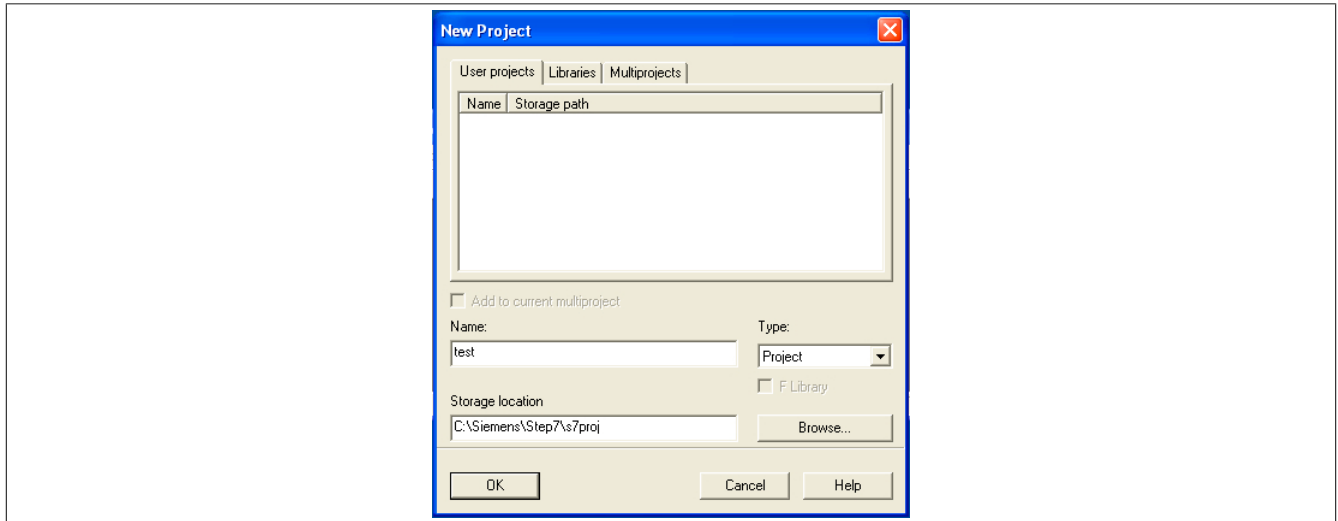 New Project
User projects Libraries Multiprojects
Name Storage path
Add to current multiproject
Name: Type:
test Project
F Library
Storage location
C:\Siemens\Step7\s7proj Browse...
OK Cancel Help